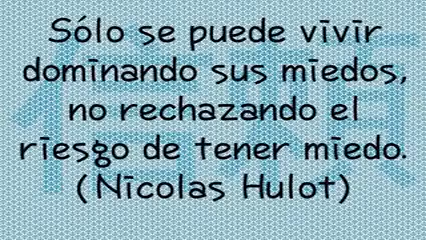 Sólo se puede vivir
dominando sus miedos,
no rechazando el
riesgo de tener miedo.
(Nicolas Hulot)